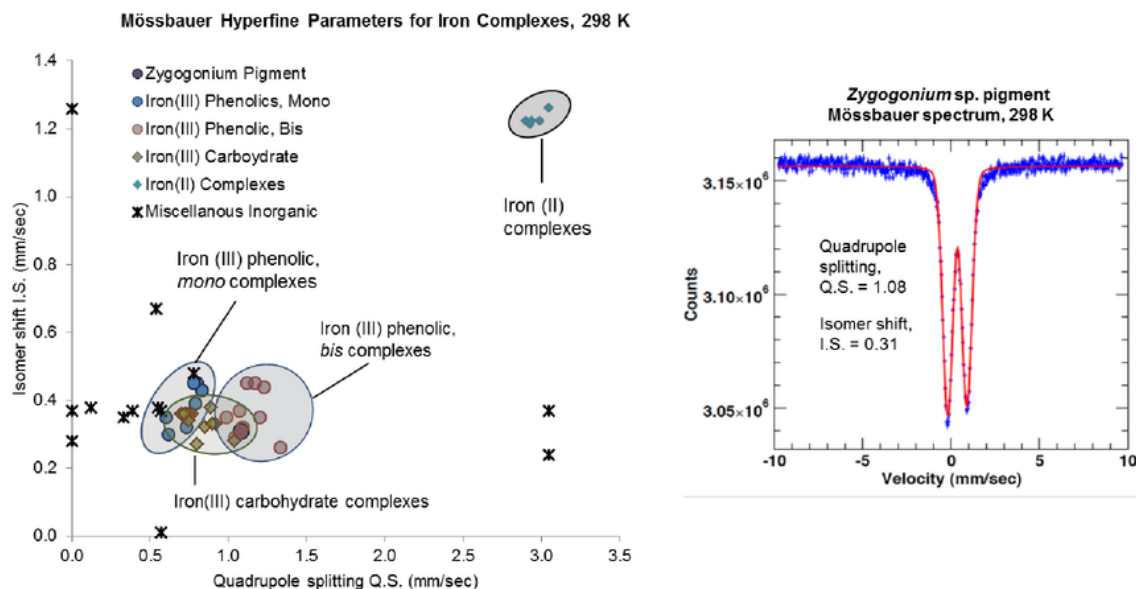 Mössbauer Hyperfine Parameters for Iron Complexes, 298 K
1.4
1.2
1.0
0.8
0.6
0.4
0.2
0.0
Isomer shift I.S. (mm/sec)
Zygogonium Pigment
Iron(III) Phenolics, Mono
Iron(III) Phenolic, Bis
Iron(III) Carboydrate
Iron(II) Complexes
Miscellanous Inorganic
Iron (II)
complexes
Iron (III) phenolic,
mono complexes
Iron (III) phenolic,
bis complexes
Iron(III) carbohydrate complexes
0.0 0.5 1.0 1.5 2.0 2.5 3.0 3.5
Quadrupole splitting Q.S. (mm/sec)
Zygogonium sp. pigment
Mössbauer spectrum, 298 K
3.15×10⁶
3.10×10⁶
3.05×10⁶
Counts
Quadrupole
splitting,
Q.S. = 1.08
Isomer shift,
I.S. = 0.31
-10 -5 0 5 10
Velocity (mm/sec)